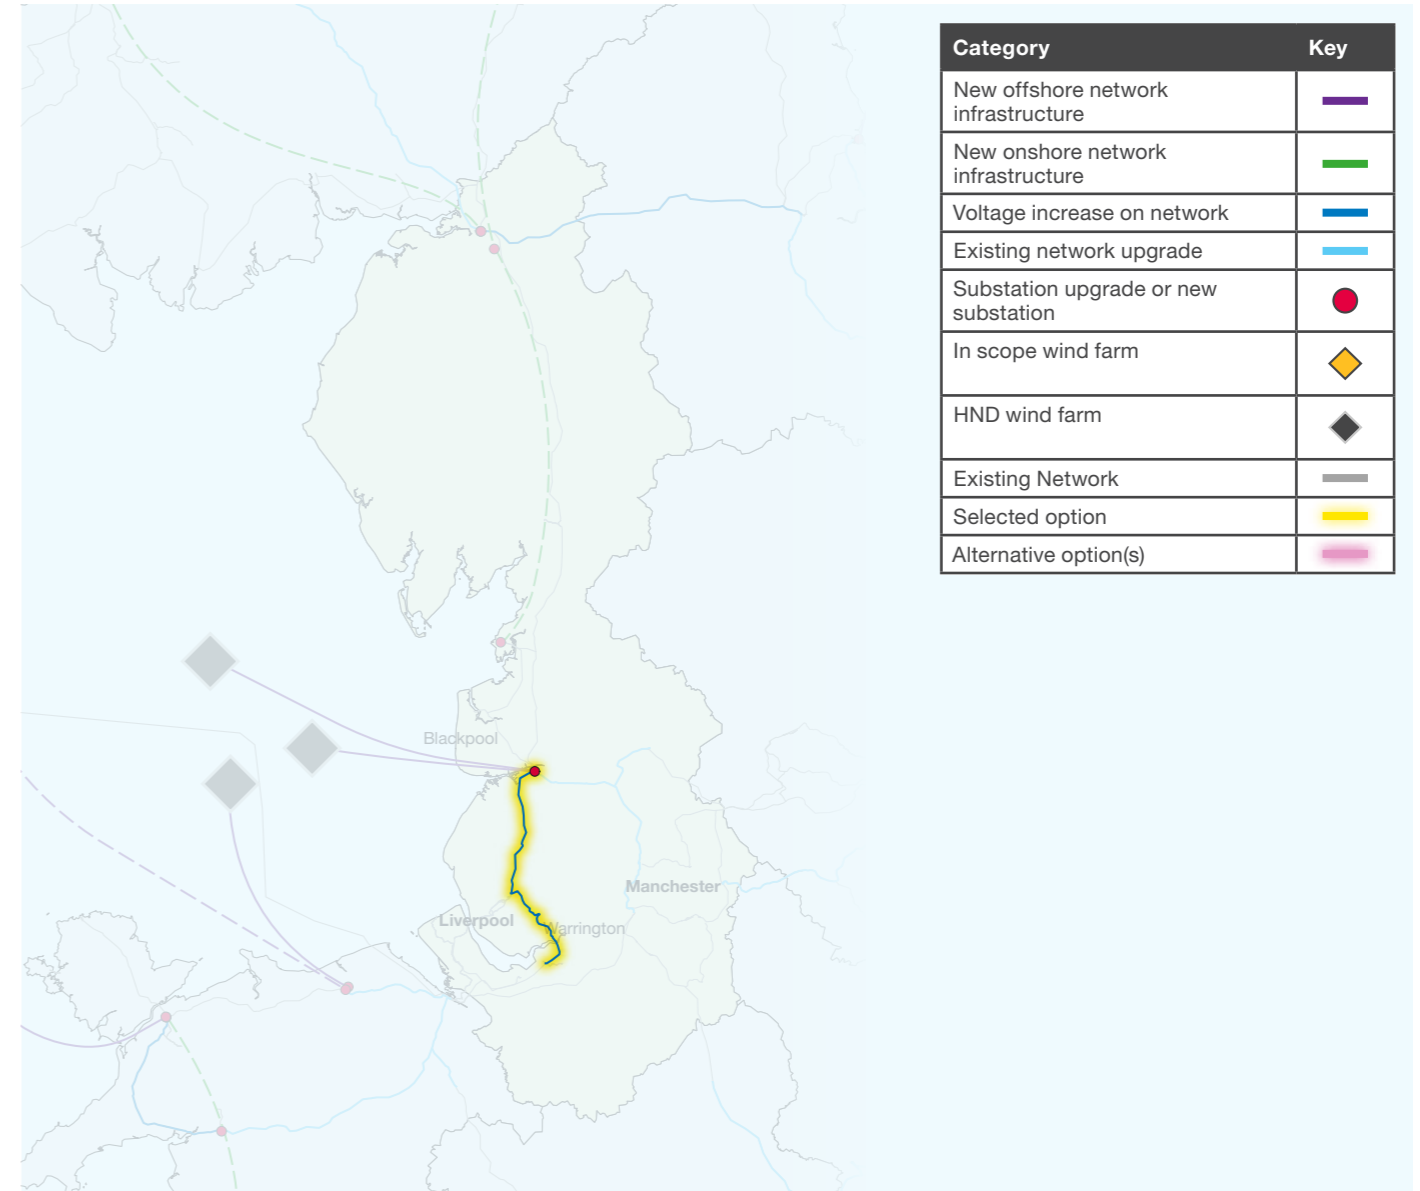 Category Key
New offshore network
infrastructure
New onshore network
infrastructure
Voltage increase on network
Existing network upgrade
Substation upgrade or new
substation
In scope wind farm
HND wind farm
Existing Network
Selected option
Alternative option(s)
Blackpool
Manchester
Liverpool
Warrington